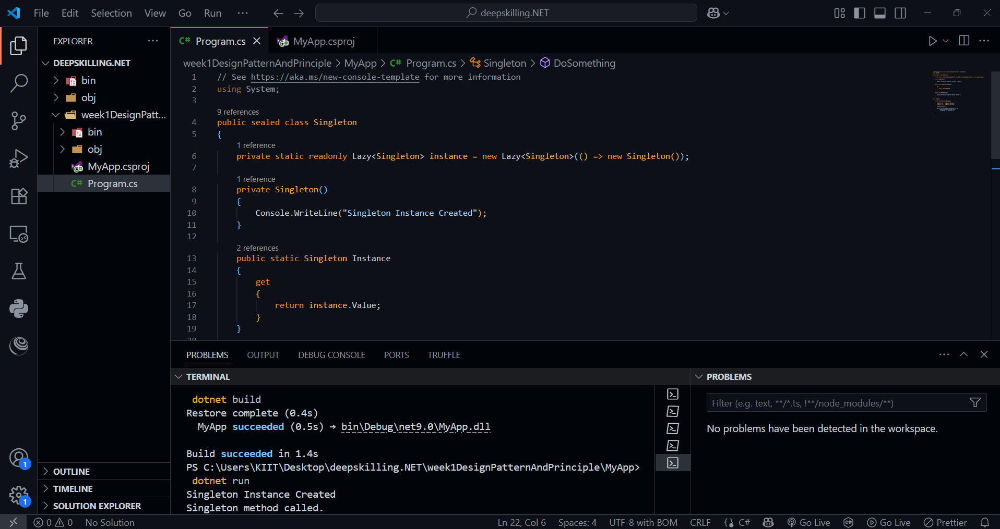 File Edit Selection View Go Run ··· deepskilling.NET
EXPLORER ···
DEEPSKILLING.NET
bin
obj
week1DesignPatt...
bin
obj
MyApp.csproj
C# Program.cs
OUTLINE
TIMELINE
SOLUTION EXPLORER
C# Program.cs MyApp.csproj
week1DesignPatternAndPrinciple > MyApp > C# Program.cs > Singleton > DoSomething
1 // See https://aka.ms/new-console-template for more information
2 using System;
3
9 references
4 public sealed class Singleton
5 {
1 reference
6 private static readonly Lazy<Singleton> instance = new Lazy<Singleton>(() => new Singleton());
7
1 reference
8 private Singleton()
9 {
10 Console.WriteLine("Singleton Instance Created");
11 }
12
2 references
13 public static Singleton Instance
14 {
15 get
16 {
17 return instance.Value;
18 }
19 }
20
PROBLEMS OUTPUT DEBUG CONSOLE PORTS TRUFFLE
TERMINAL
dotnet build
Restore complete (0.4s)
MyApp succeeded (0.5s) → bin\Debug\net9.0\MyApp.dll
Build succeeded in 1.4s
PS C:\Users\KIIT\Desktop\deepskilling.NET\week1DesignPatternAndPrinciple\MyApp>
dotnet run
Singleton Instance Created
Singleton method called.
PROBLEMS
Filter (e.g. text, **/*.ts, !**/node_modules/**)
No problems have been detected in the workspace.
1
1
0 0 No Solution Ln 22, Col 6 Spaces: 4 UTF-8 with BOM CRLF C# Go Live Go Live Prettier